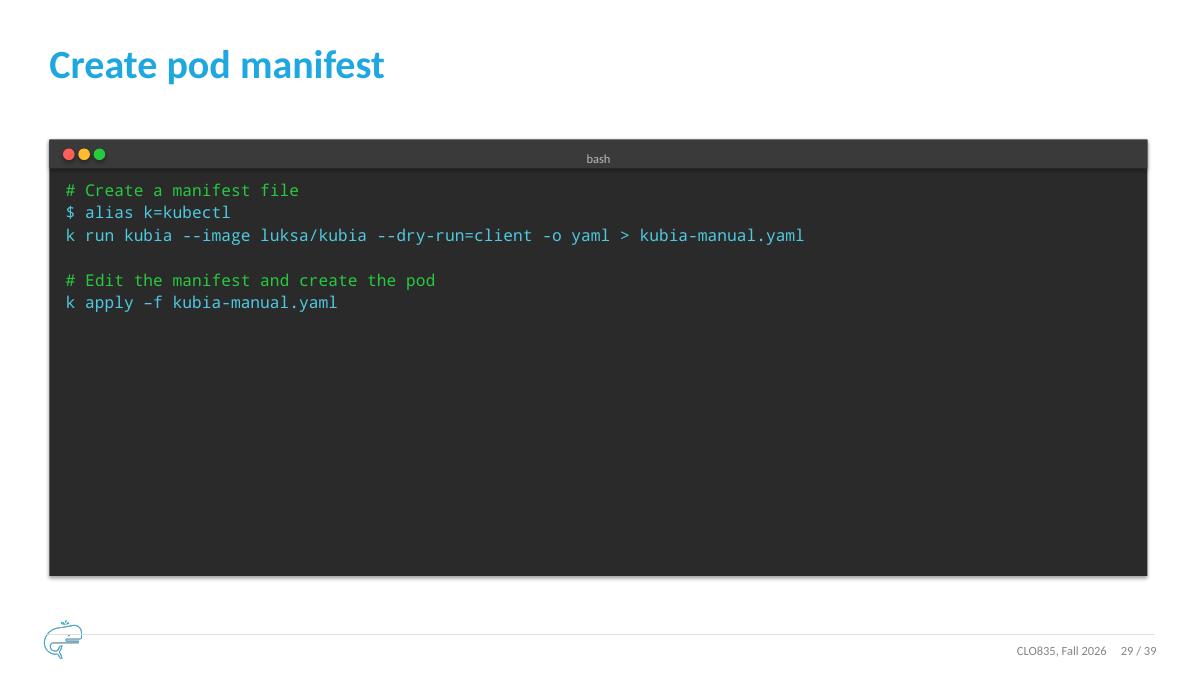 Create pod manifest
bash
# Create a manifest file
$ alias k=kubectl
k run kubia --image luksa/kubia --dry-run=client -o yaml > kubia-manual.yaml
# Edit the manifest and create the pod
k apply –f kubia-manual.yaml
CLO835, Fall 2026 29 / 39